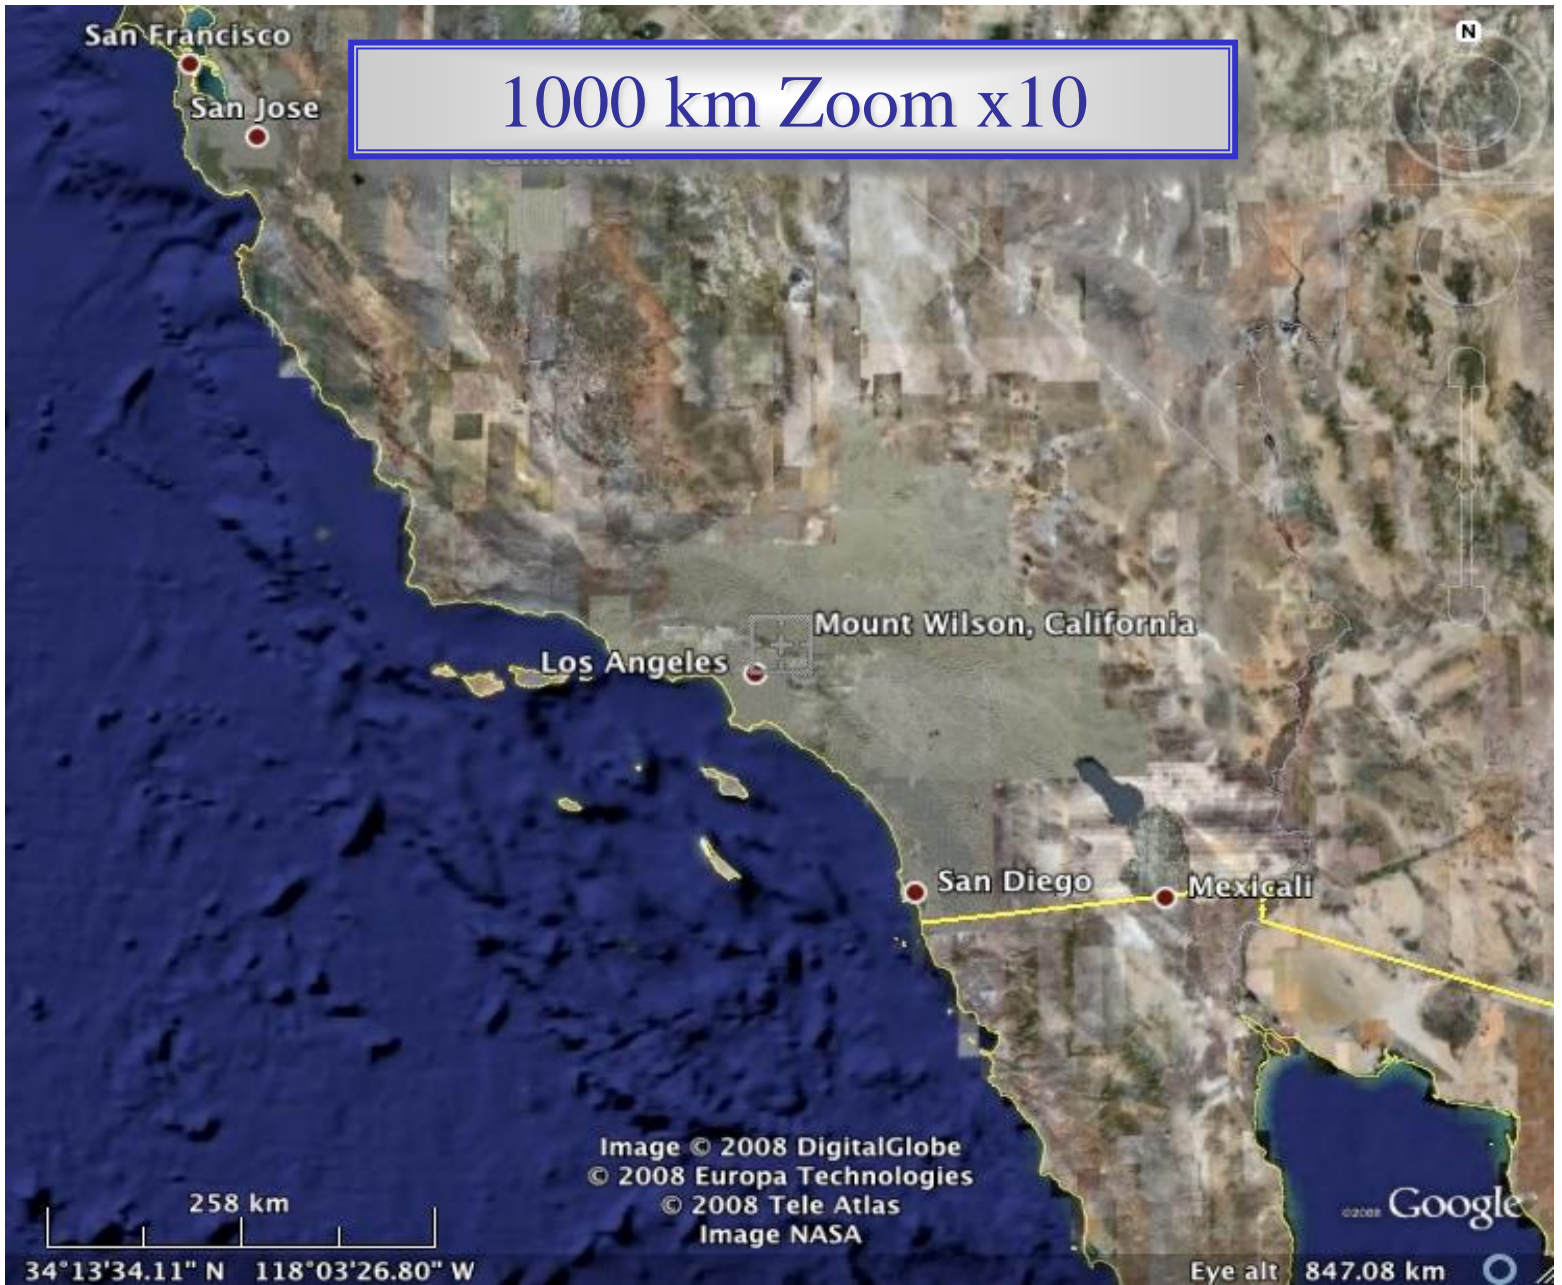 San Francisco
N
1000 km Zoom x10
San Jose
California
Mount Wilson, California
Los Angeles
San Diego
Mexicali
Image © 2008 DigitalGlobe
© 2008 Europa Technologies
© 2008 Tele Atlas
Image NASA
258 km
©2008 Google
34°13'34.11" N 118°03'26.80" W
Eye alt 847.08 km